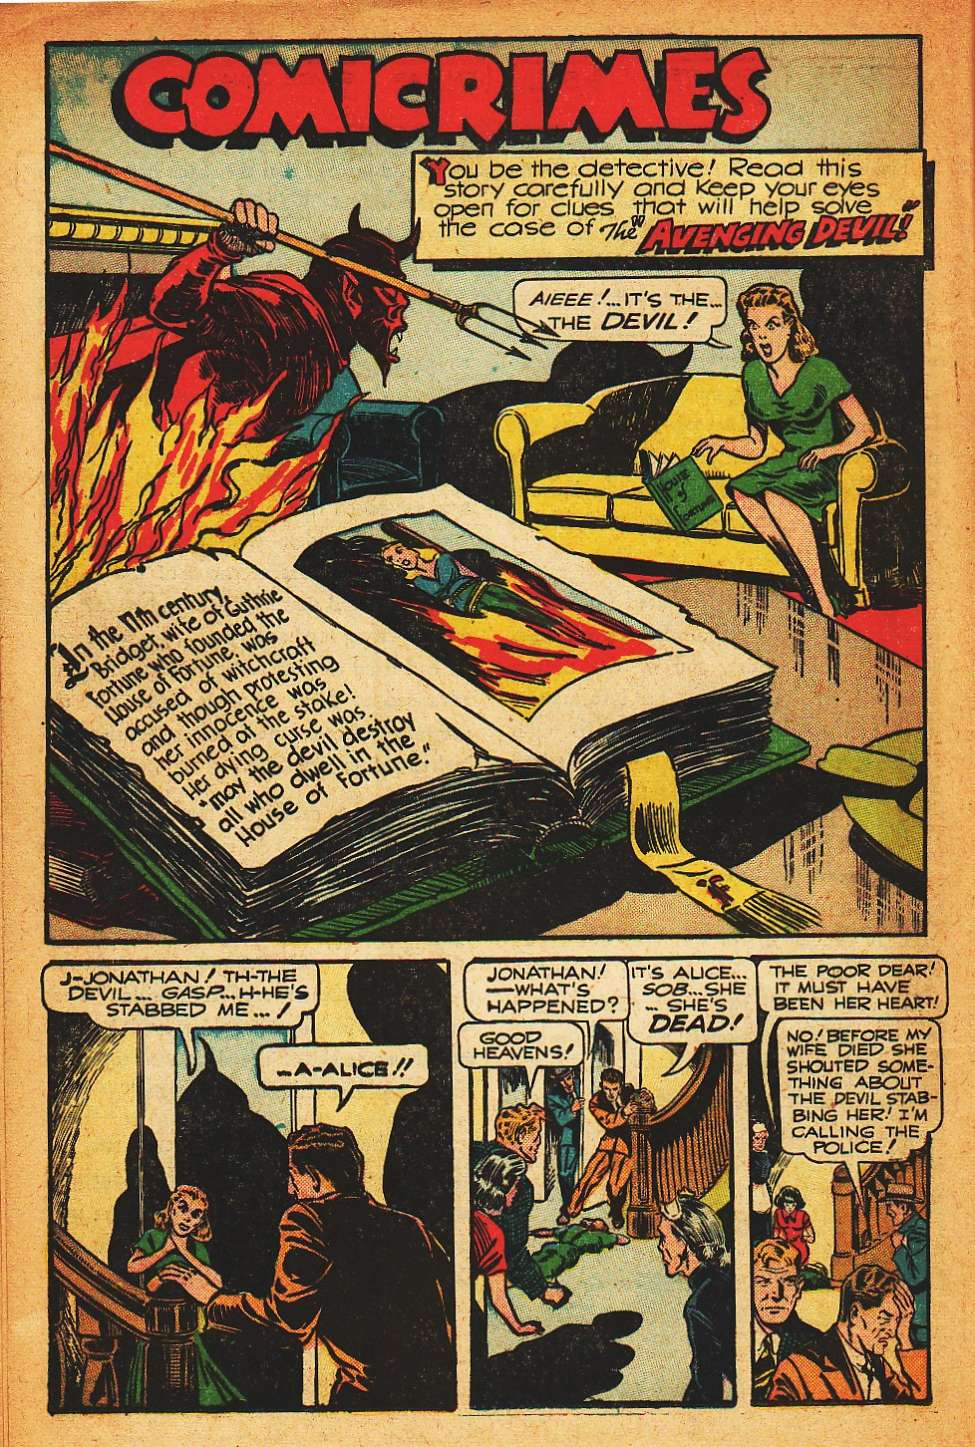 COMICRIMES
You be the detective! Read this
story carefully and keep your eyes
open for clues that will help solve
the case of The "AVENGING DEVIL!"
AIEEE!...IT'S THE...
THE DEVIL!
HOUSE
of
FORTUNE
In the 17th century
Bridget, wife of Guthrie
Fortune who founded the
House of Fortune, was
accused of witchcraft
and though protesting
her innocence was
burned at the stake!
Her dying curse was
"may the devil destroy
all who dwell in the
House of Fortune."
J-JONATHAN! TH-THE
DEVIL... GASP...H-HE'S
STABBED ME...!
...A-ALICE!!
JONATHAN!
—WHAT'S
HAPPENED?
GOOD
HEAVENS!
IT'S ALICE...
SOB...SHE
...SHE'S
DEAD!
THE POOR DEAR!
IT MUST HAVE
BEEN HER HEART!
NO! BEFORE MY
WIFE DIED SHE
SHOUTED SOME-
THING ABOUT
THE DEVIL STAB-
BING HER! I'M
CALLING THE
POLICE!